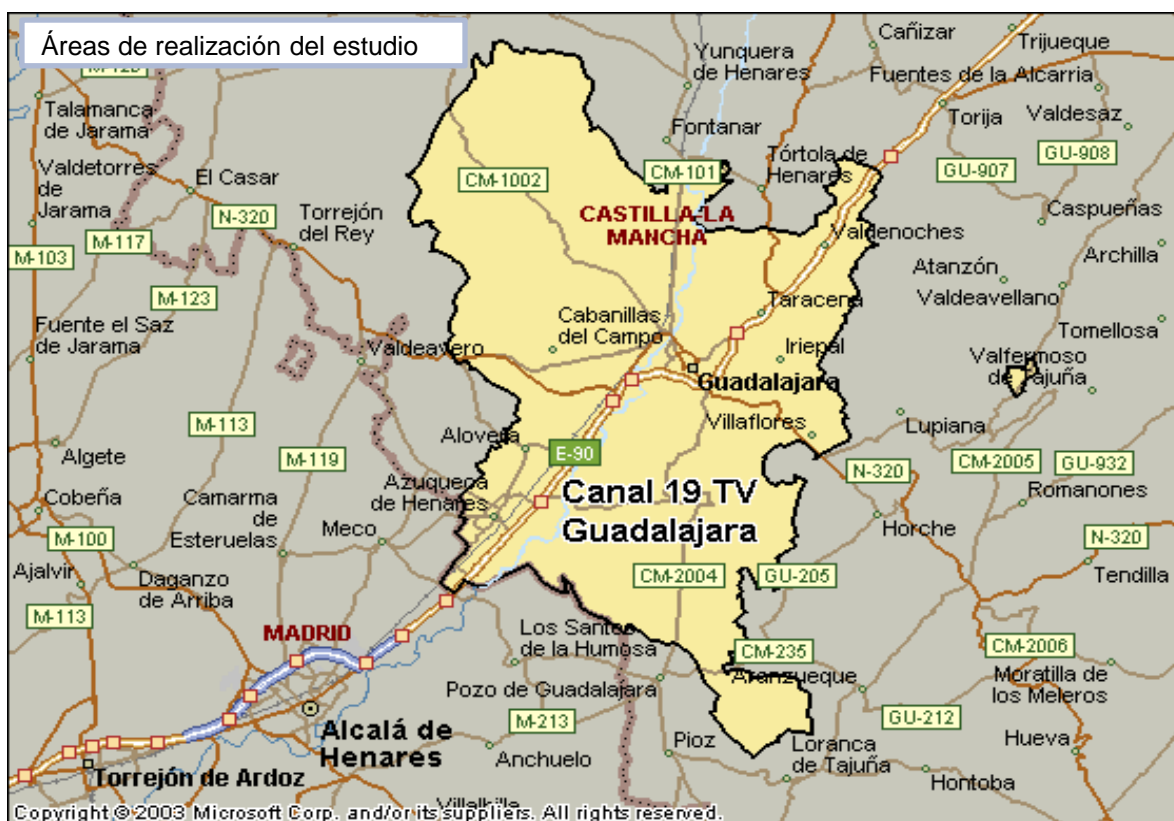 Áreas de realización del estudio
M-123
Talamanca
de Jarama
Valdetorres
de
Jarama
El Casar
N-320
Torrejón
del Rey
M-117
M-103
M-123
Fuente el Saz
de Jarama
Valdeavero
M-113
M-119
Algete
Cobeña
Camarma
de
Esteruelas
Meco
M-100
Ajalvir
Daganzo
de Arriba
M-113
MADRID
Alcalá de
Henares
Torrejón de Ardoz
Yunquera
de Henares
Cañizar
Trijueque
Fuentes de la Alcarria
Torija
Valdesaz
Fontanar
GU-908
GU-907
CM-1002
CM-101
Tórtola de
Henares
CASTILLA-LA
MANCHA
Caspueñas
Valdenoches
Archilla
Atanzón
Valdeavellano
Taracena
Cabanillas
del Campo
Tomellosa
Iriepal
Valfermoso
de Tajuña
Guadalajara
Villaflores
Lupiana
Alovera
E-90
N-320
CM-2005
GU-932
Azuqueca
de Henares
Romanones
Canal 19 TV
Guadalajara
Horche
N-320
CM-2004
GU-205
Tendilla
Los Santos
de la Humosa
CM-235
CM-2006
Aranzueque
Moratilla de
los Meleros
Pozo de Guadalajara
M-213
GU-212
Anchuelo
Pioz
Loranca
de Tajuña
Hueva
Hontoba
Villalbilla
Copyright © 2003 Microsoft Corp. and/or its suppliers. All rights reserved.